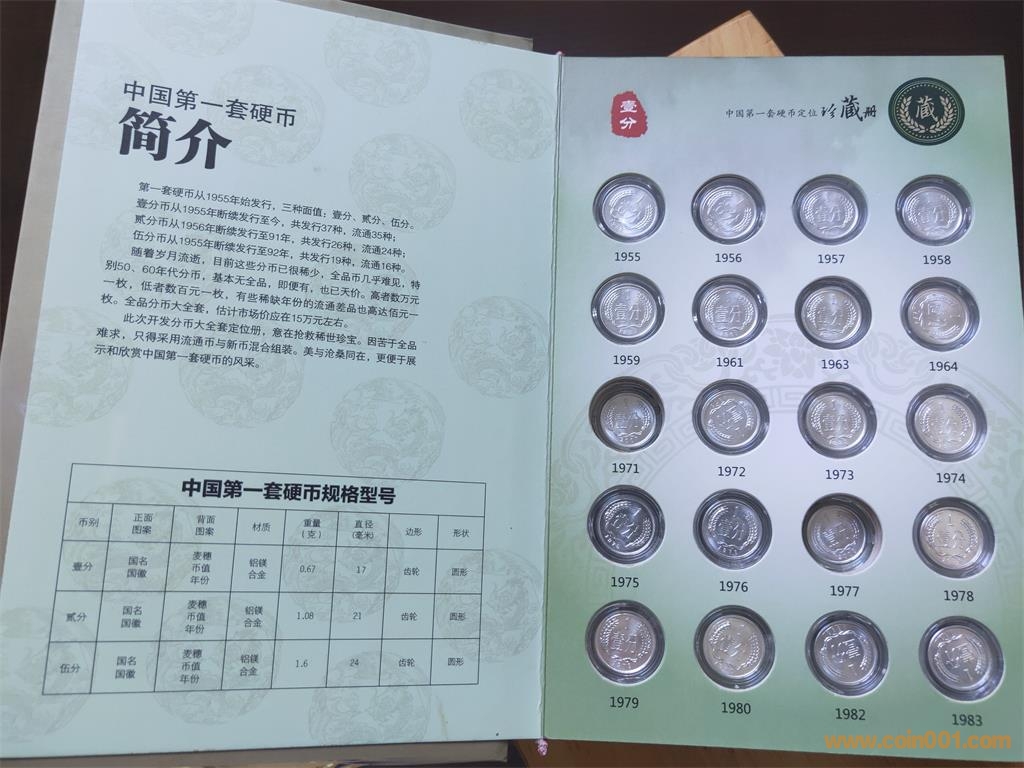 中国第一套硬币
简介
第一套硬币从1955年始发行，三种面值：壹分、贰分、伍分。
壹分币从1955年断续发行至今，共发行37种，流通35种；
贰分币从1956年断续发行至91年，共发行26种，流通24种；
伍分币从1955年断续发行至92年，共发行19种，流通16种。
随着岁月流逝，目前这些分币已很稀少，全品币几乎难见，特
别50、60年代分币，基本无全品，即便有，也已天价。高者数万元
一枚，低者数百元一枚，有些稀缺年份的流通差品也高达佰元一
枚。全品分币大全套，估计市场价应在15万元左右。
此次开发分币大全套定位册，意在抢救稀世珍宝。因苦于全品
难求，只得采用流通币与新币混合组装。美与沧桑同在，更便于展
示和欣赏中国第一套硬币的风采。
中国第一套硬币规格型号
币别 正面图案 背面图案 材质 重量（克） 直径(毫米) 边形 形状
壹分 国名国徽 麦穗币值年份 铝镁合金 0.67 17 齿轮 圆形
贰分 国名国徽 麦穗币值年份 铝镁合金 1.08 21 齿轮 圆形
伍分 国名国徽 麦穗币值年份 铝镁合金 1.6 24 齿轮 圆形
壹分
中国第一套硬币定位珍藏册
藏
1955 1956 1957 1958
1959 1961 1963 1964
1971 1972 1973 1974
1975 1976 1977 1978
1979 1980 1982 1983
www.coin001.com